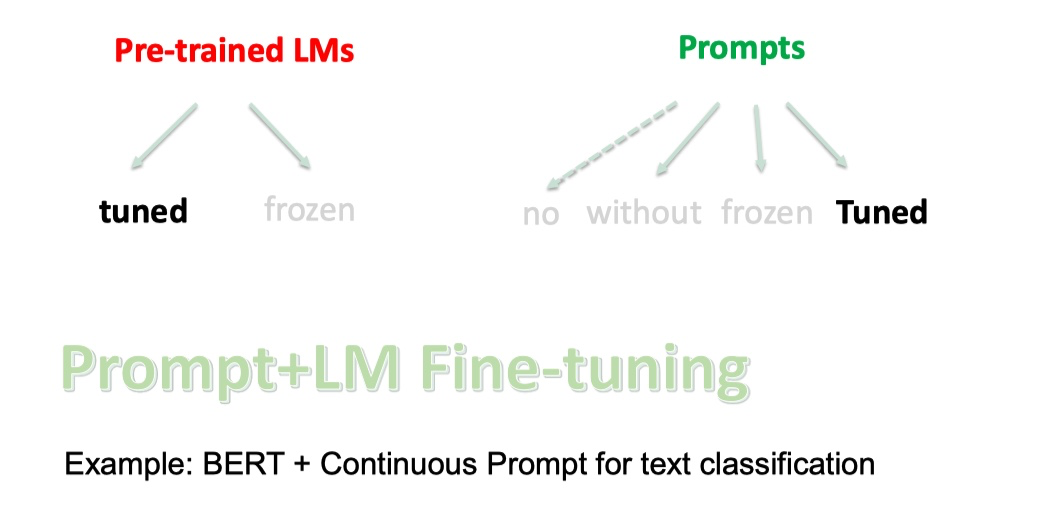 Pre-trained LMs
Prompts
tuned frozen
no without frozen Tuned
Prompt+LM Fine-tuning
Example: BERT + Continuous Prompt for text classification